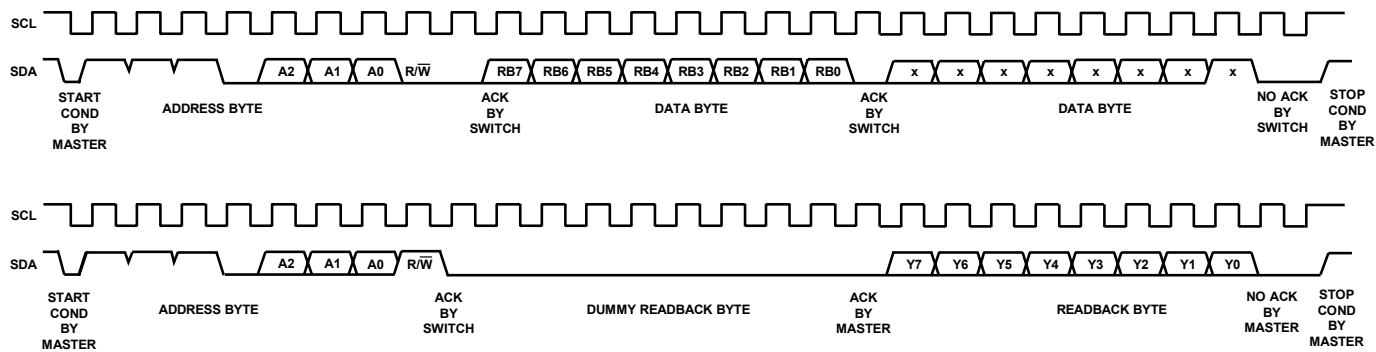 SCL
SDA A2 A1 A0 R/W̅ RB7 RB6 RB5 RB4 RB3 RB2 RB1 RB0 x x x x x x x x
START
COND
BY
MASTER
ADDRESS BYTE
ACK
BY
SWITCH
DATA BYTE
ACK
BY
SWITCH
DATA BYTE
NO ACK
BY
SWITCH
STOP
COND
BY
MASTER
SCL
SDA A2 A1 A0 R/W̅ Y7 Y6 Y5 Y4 Y3 Y2 Y1 Y0
START
COND
BY
MASTER
ADDRESS BYTE
ACK
BY
SWITCH
DUMMY READBACK BYTE
ACK
BY
MASTER
READBACK BYTE
NO ACK
BY
MASTER
STOP
COND
BY
MASTER